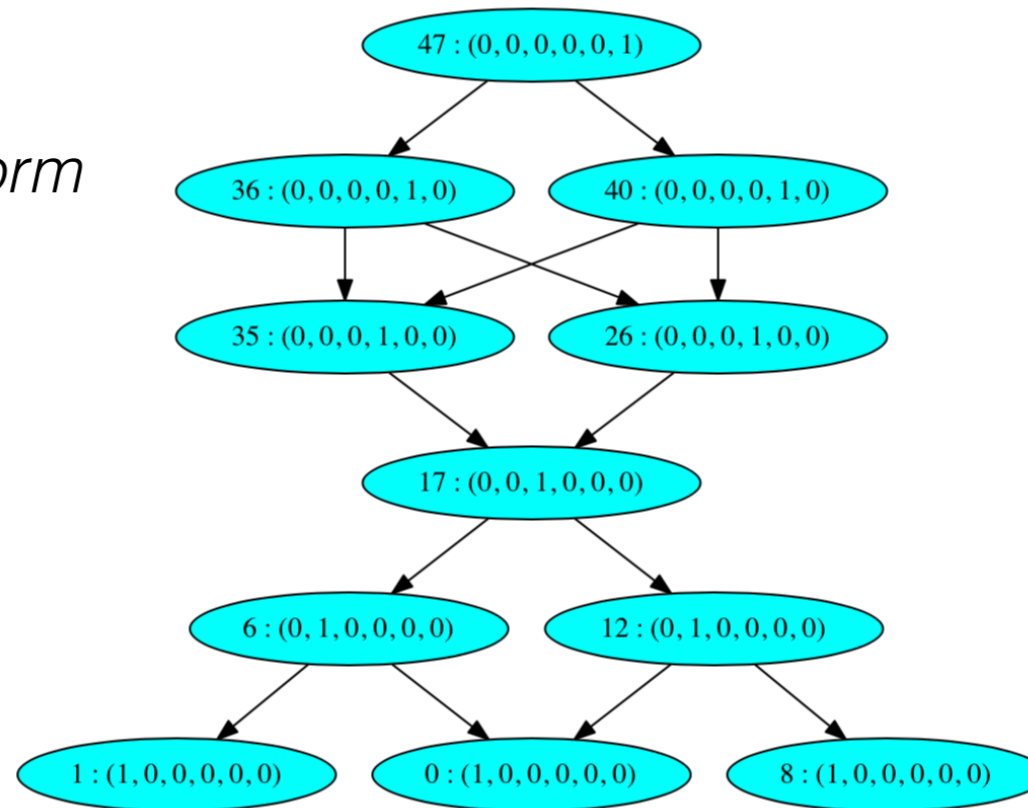 47 : (0, 0, 0, 0, 0, 1)
36 : (0, 0, 0, 0, 1, 0) 40 : (0, 0, 0, 0, 1, 0)
35 : (0, 0, 0, 1, 0, 0) 26 : (0, 0, 0, 1, 0, 0)
17 : (0, 0, 1, 0, 0, 0)
6 : (0, 1, 0, 0, 0, 0) 12 : (0, 1, 0, 0, 0, 0)
1 : (1, 0, 0, 0, 0, 0) 0 : (1, 0, 0, 0, 0, 0) 8 : (1, 0, 0, 0, 0, 0)